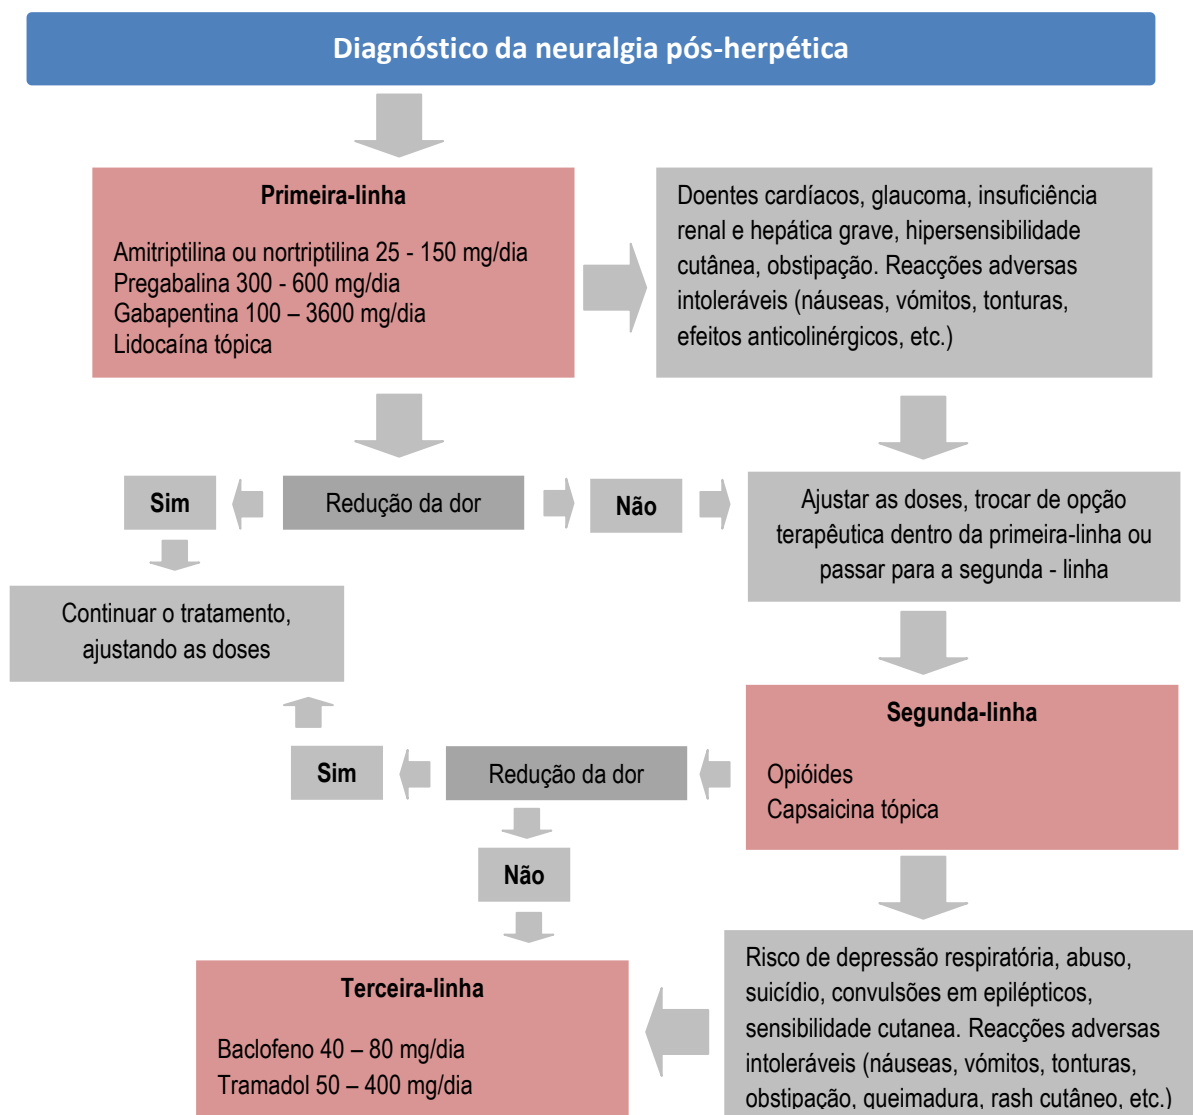 Diagnóstico da neuralgia pós-herpética
Primeira-linha
Amitriptilina ou nortriptilina 25 - 150 mg/dia
Pregabalina 300 - 600 mg/dia
Gabapentina 100 – 3600 mg/dia
Lidocaína tópica
Doentes cardíacos, glaucoma, insuficiência
renal e hepática grave, hipersensibilidade
cutânea, obstipação. Reacções adversas
intoleráveis (náuseas, vómitos, tonturas,
efeitos anticolinérgicos, etc.)
Sim
Redução da dor
Não
Ajustar as doses, trocar de opção
terapêutica dentro da primeira-linha ou
passar para a segunda - linha
Continuar o tratamento,
ajustando as doses
Segunda-linha
Opióides
Capsaicina tópica
Sim
Redução da dor
Não
Terceira-linha
Baclofeno 40 – 80 mg/dia
Tramadol 50 – 400 mg/dia
Risco de depressão respiratória, abuso,
suicídio, convulsões em epilépticos,
sensibilidade cutanea. Reacções adversas
intoleráveis (náuseas, vómitos, tonturas,
obstipação, queimadura, rash cutâneo, etc.)